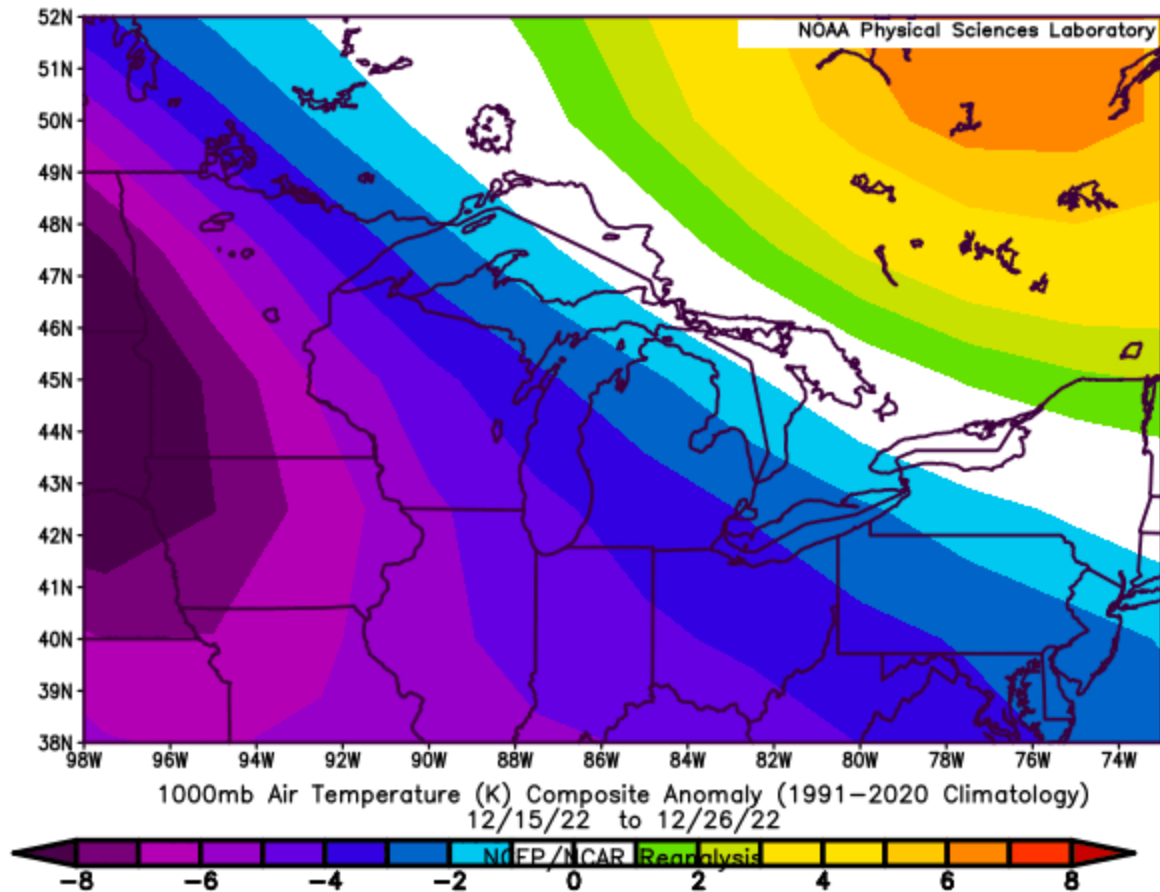 NOAA Physical Sciences Laboratory
52N
51N
50N
49N
48N
47N
46N
45N
44N
43N
42N
41N
40N
39N
38N
98W 96W 94W 92W 90W 88W 86W 84W 82W 80W 78W 76W 74W
1000mb Air Temperature (K) Composite Anomaly (1991-2020 Climatology)
12/15/22 to 12/26/22
NCEP/NCAR Reanalysis
-8 -6 -4 -2 0 2 4 6 8